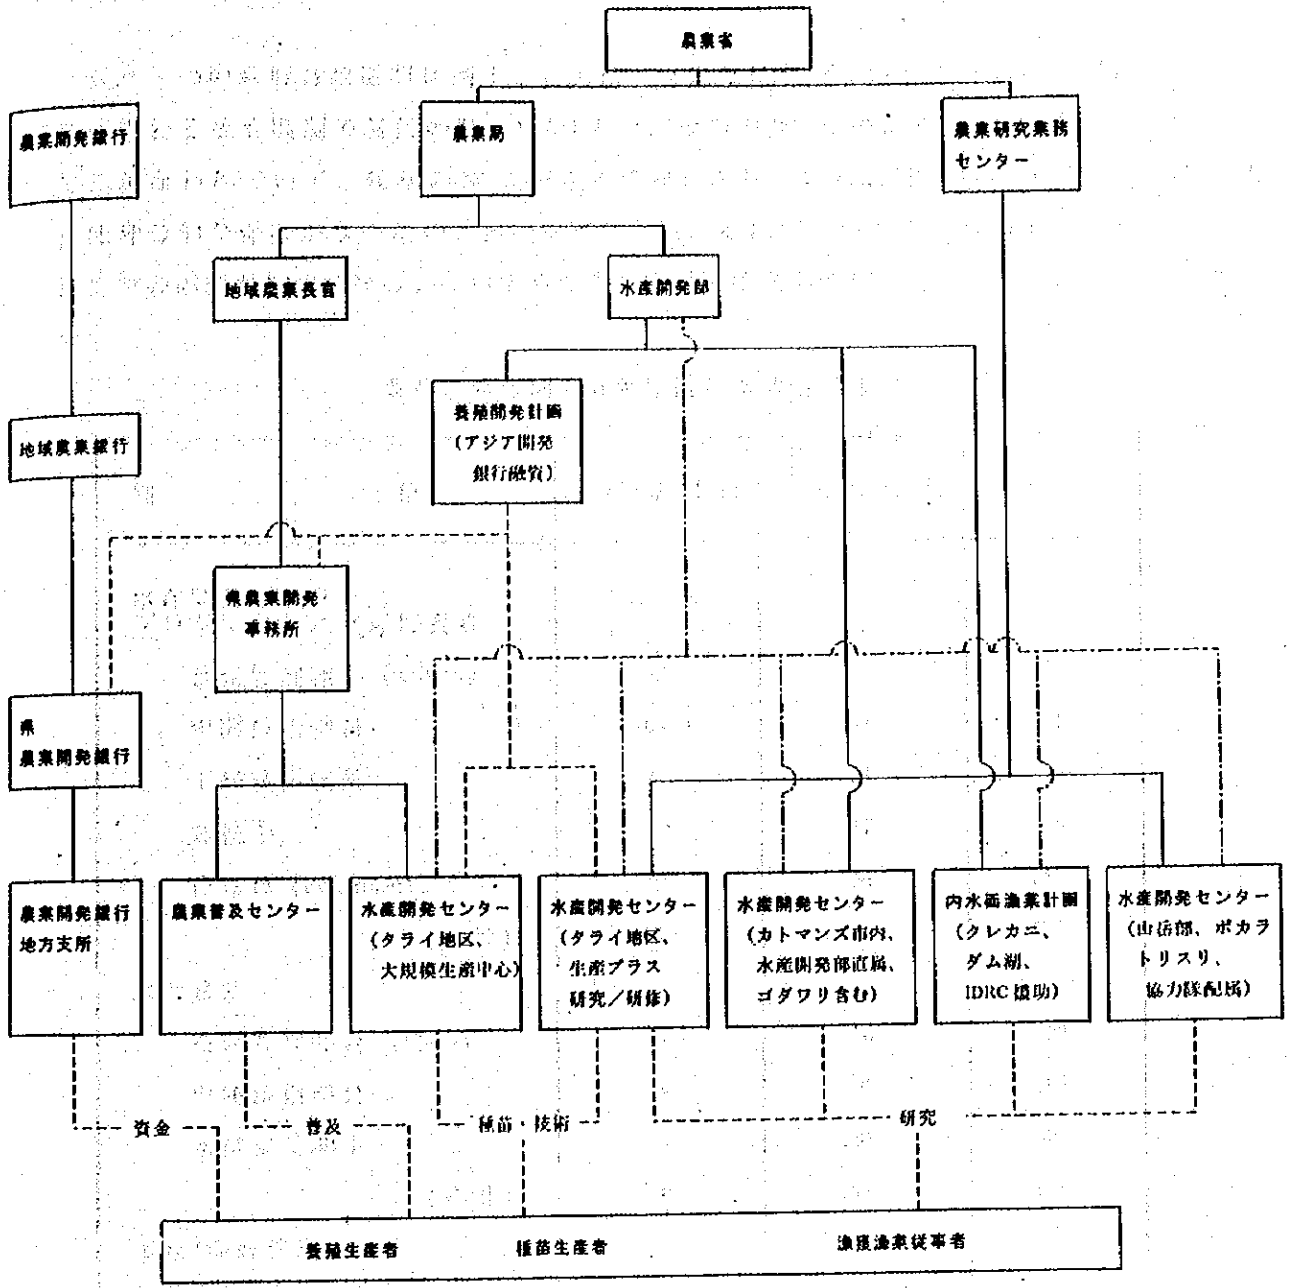 農業省
農業開発銀行
農業局
農業研究業務
センター
地域農業長官
水産開発部
養殖開発計画
(アジア開発
銀行融資)
地域農業銀行
県農業開発
事務所
県
農業開発銀行
農業開発銀行
地方支所
農業普及センター
水産開発センター
(タライ地区、
大規模生産中心)
水産開発センター
(タライ地区、
生産プラス
研究/研修)
水産開発センター
(カトマンズ市内、
水産開発部直属、
ゴダワリ含む)
内水面漁業計画
(クレカニ、
ダム湖、
IDRC援助)
水産開発センター
(山岳部、ポカラ
トリスリ、
協力隊配属)
資金
普及
種苗・技術
研究
養殖生産者
種苗生産者
漁獲漁業従事者